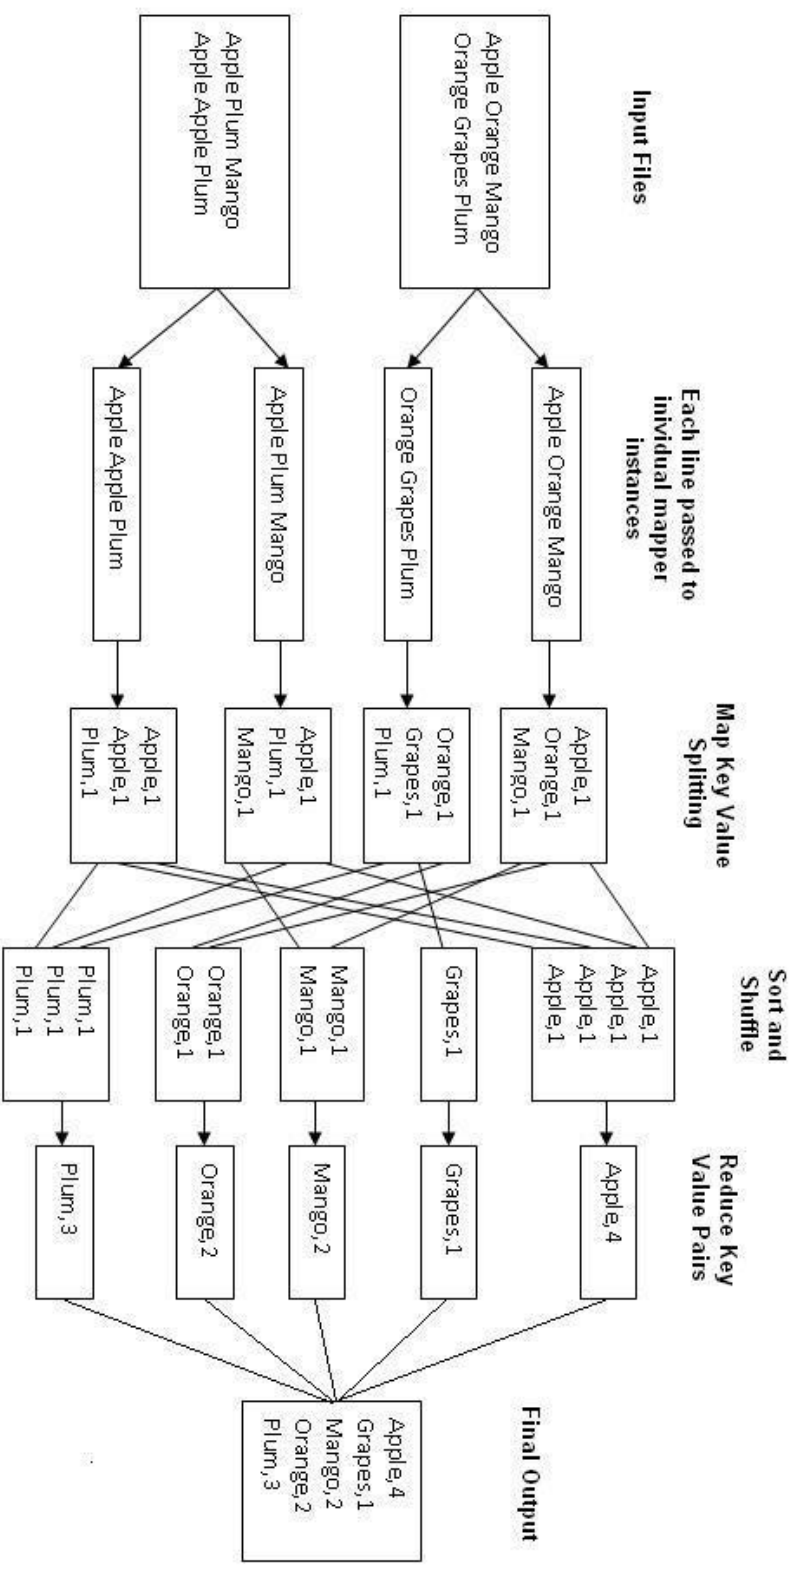 Input Files
Each line passed to
inividual mapper
instances
Map Key Value
Splitting
Sort and
Shuffle
Reduce Key
Value Pairs
Final Output
Apple Orange Mango
Orange Grapes Plum
Apple Plum Mango
Apple Apple Plum
Apple Orange Mango
Orange Grapes Plum
Apple Plum Mango
Apple Apple Plum
Apple,1
Orange,1
Mango,1
Orange,1
Grapes,1
Plum,1
Apple,1
Plum,1
Mango,1
Apple,1
Apple,1
Plum,1
Apple,1
Apple,1
Apple,1
Apple,1
Grapes,1
Mango,1
Mango,1
Orange,1
Orange,1
Plum,1
Plum,1
Plum,1
Apple,4
Grapes,1
Mango,2
Orange,2
Plum,3
Apple,4
Grapes,1
Mango,2
Orange,2
Plum,3